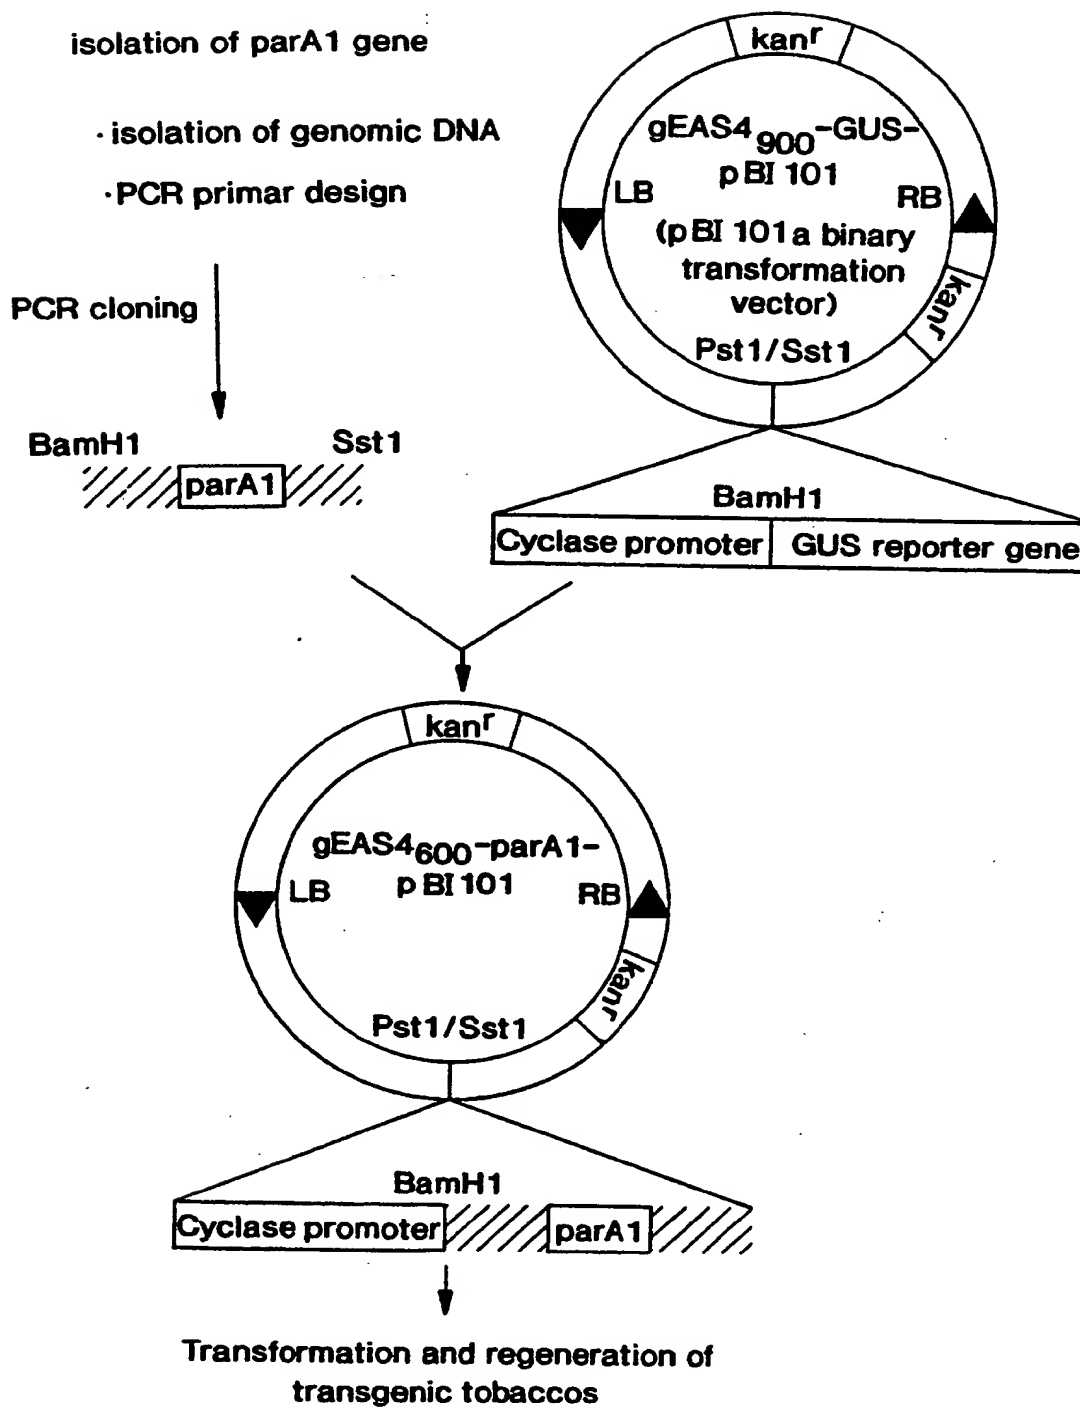 isolation of parA1 gene
· isolation of genomic DNA
· PCR primar design
PCR cloning
BamH1 Sst1
parA1
kanʳ
gEAS4₉₀₀-GUS-
pBI 101
LB RB
(pBI 101 a binary
transformation
vector)
kanʳ
Pst1/Sst1
BamH1
Cyclase promoter GUS reporter gene
kanʳ
gEAS4₆₀₀-parA1-
pBI 101
LB RB
kanʳ
Pst1/Sst1
BamH1
Cyclase promoter parA1
Transformation and regeneration of
transgenic tobaccos